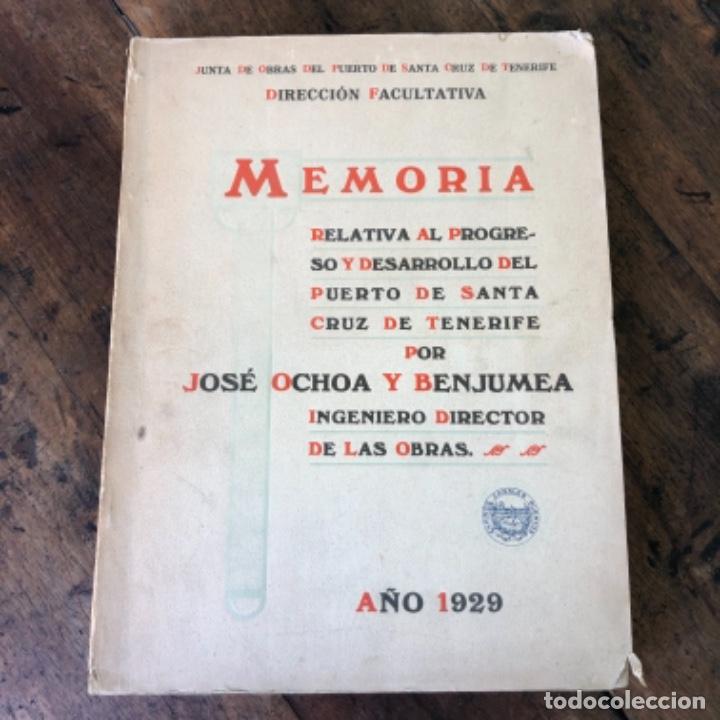 JUNTA DE OBRAS DEL PUERTO DE SANTA CRUZ DE TENERIFE
DIRECCIÓN FACULTATIVA
MEMORIA
RELATIVA AL PROGRE-
SO Y DESARROLLO DEL
PUERTO DE SANTA
CRUZ DE TENERIFE
POR
JOSÉ OCHOA Y BENJUMEA
INGENIERO DIRECTOR
DE LAS OBRAS.
AÑO 1929
todocoleccion